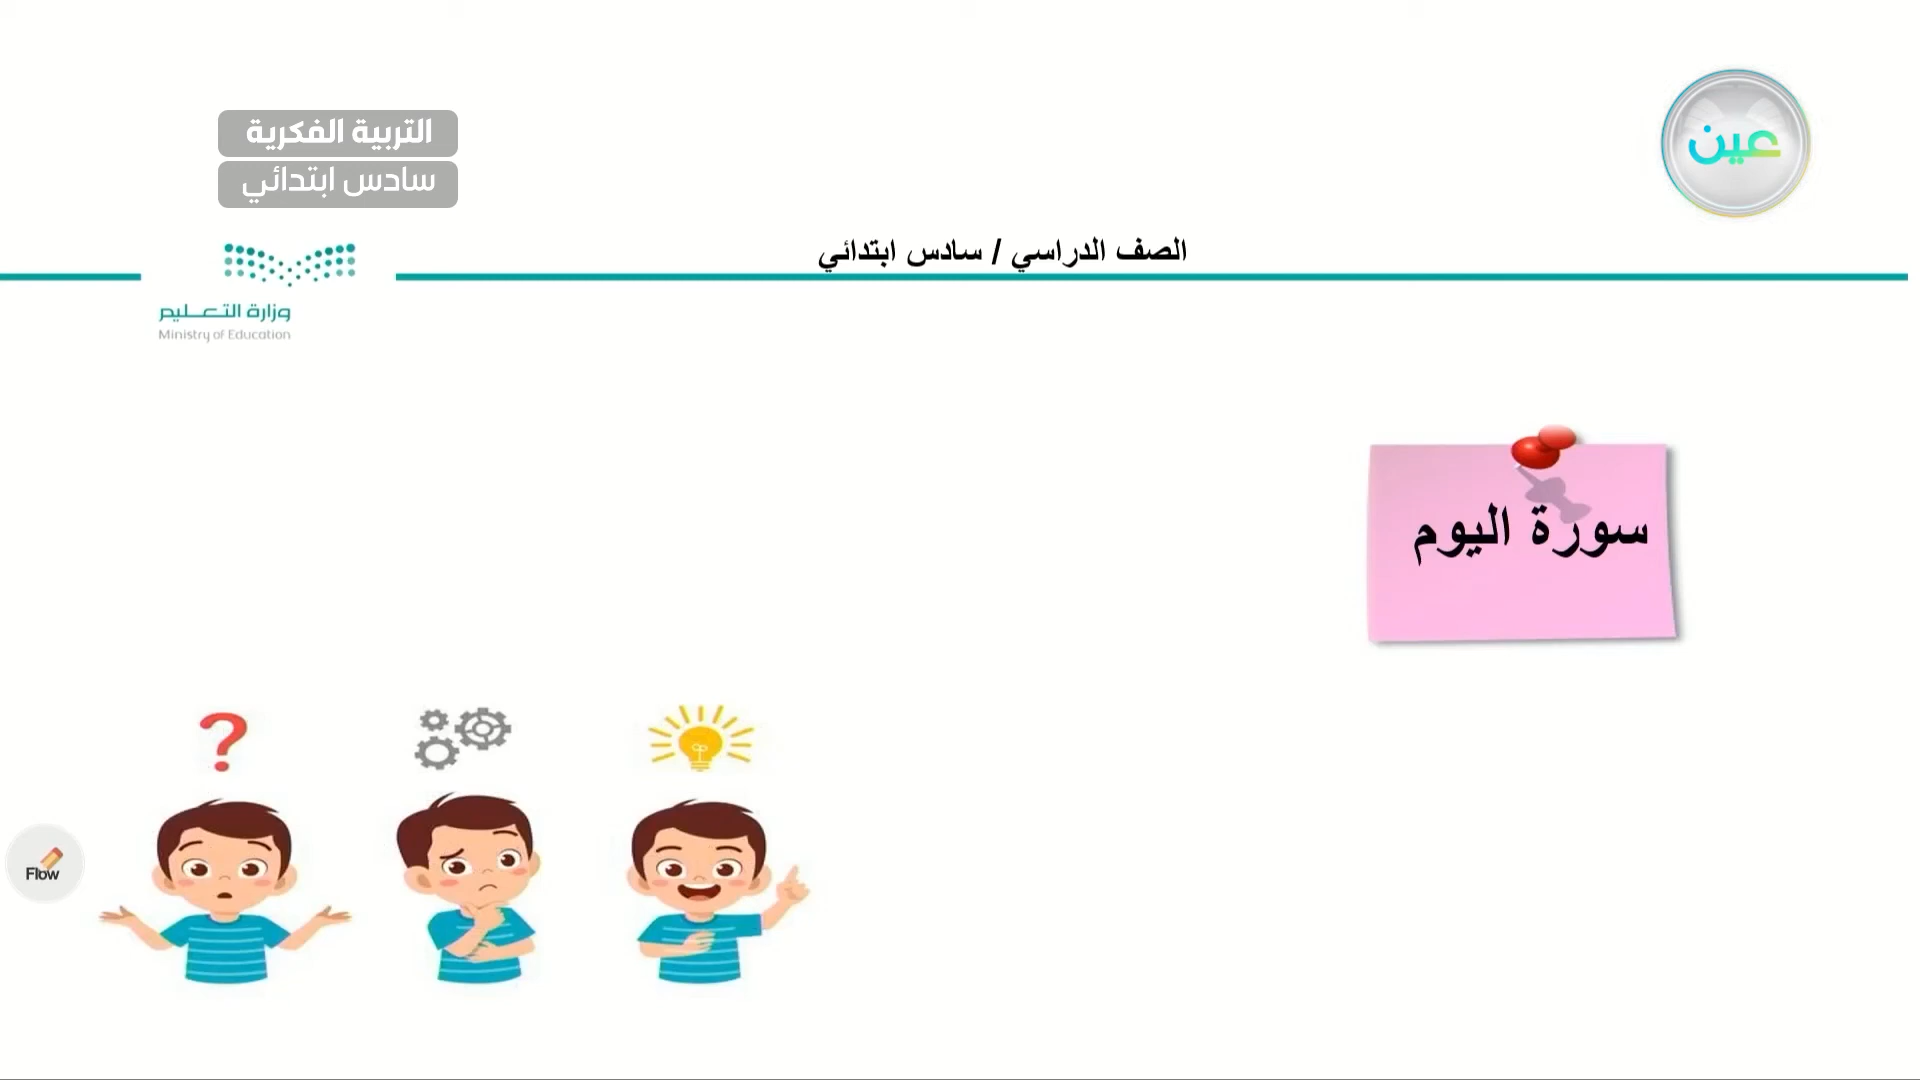 التربية الفكرية
سادس ابتدائي
عين
الصف الدراسي / سادس ابتدائي
وزارة التعليم
Ministry of Education
سورة اليوم
?
Flow